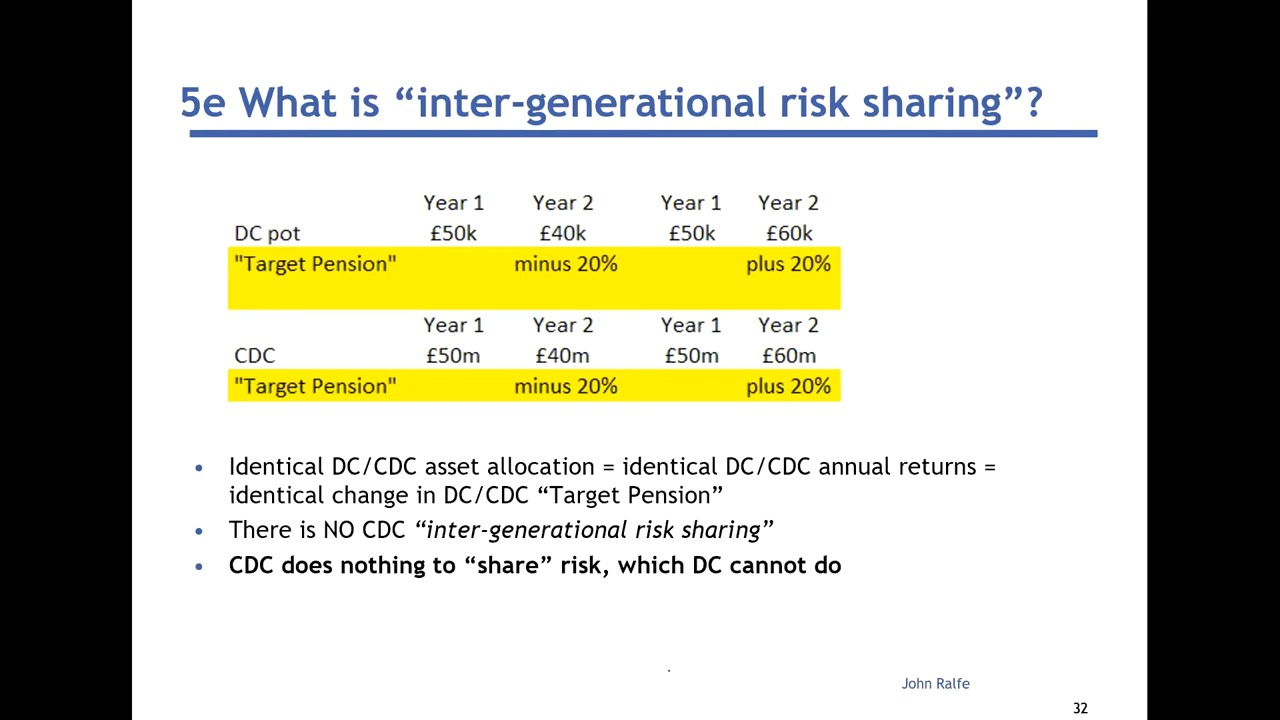 5e What is “inter-generational risk sharing”?
Year 1 Year 2 Year 1 Year 2
DC pot £50k £40k £50k £60k
"Target Pension" minus 20% plus 20%
Year 1 Year 2 Year 1 Year 2
CDC £50m £40m £50m £60m
"Target Pension" minus 20% plus 20%
• Identical DC/CDC asset allocation = identical DC/CDC annual returns =
identical change in DC/CDC “Target Pension”
• There is NO CDC “inter-generational risk sharing”
• CDC does nothing to “share” risk, which DC cannot do
.
John Ralfe
32